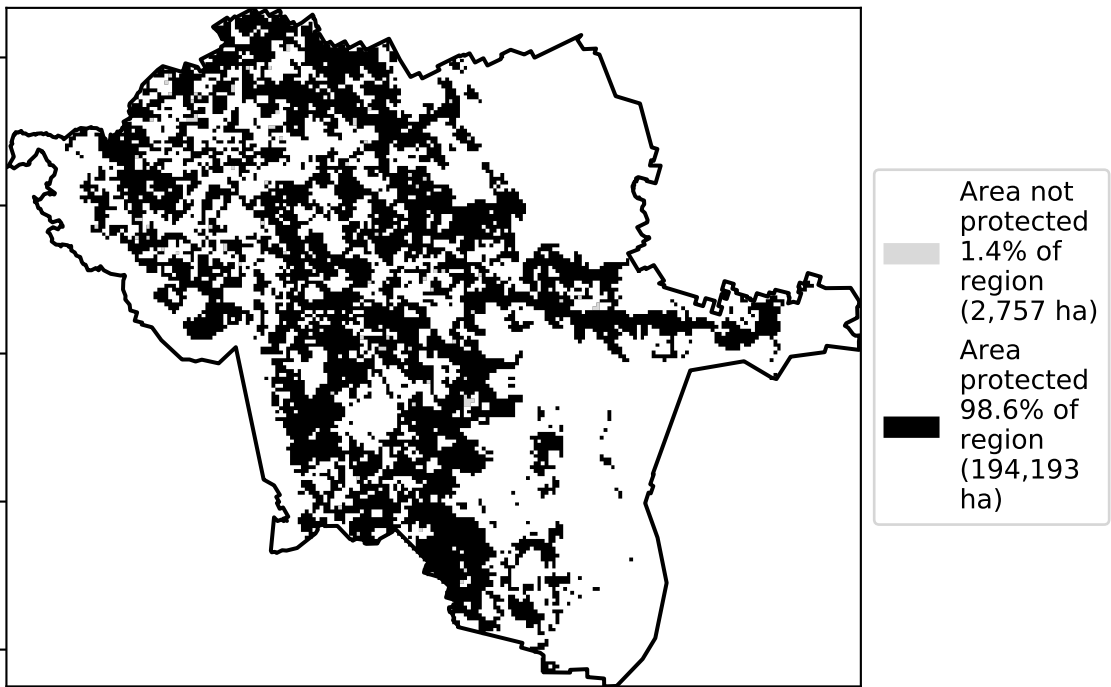 Area not
protected
1.4% of
region
(2,757 ha)
Area
protected
98.6% of
region
(194,193
ha)